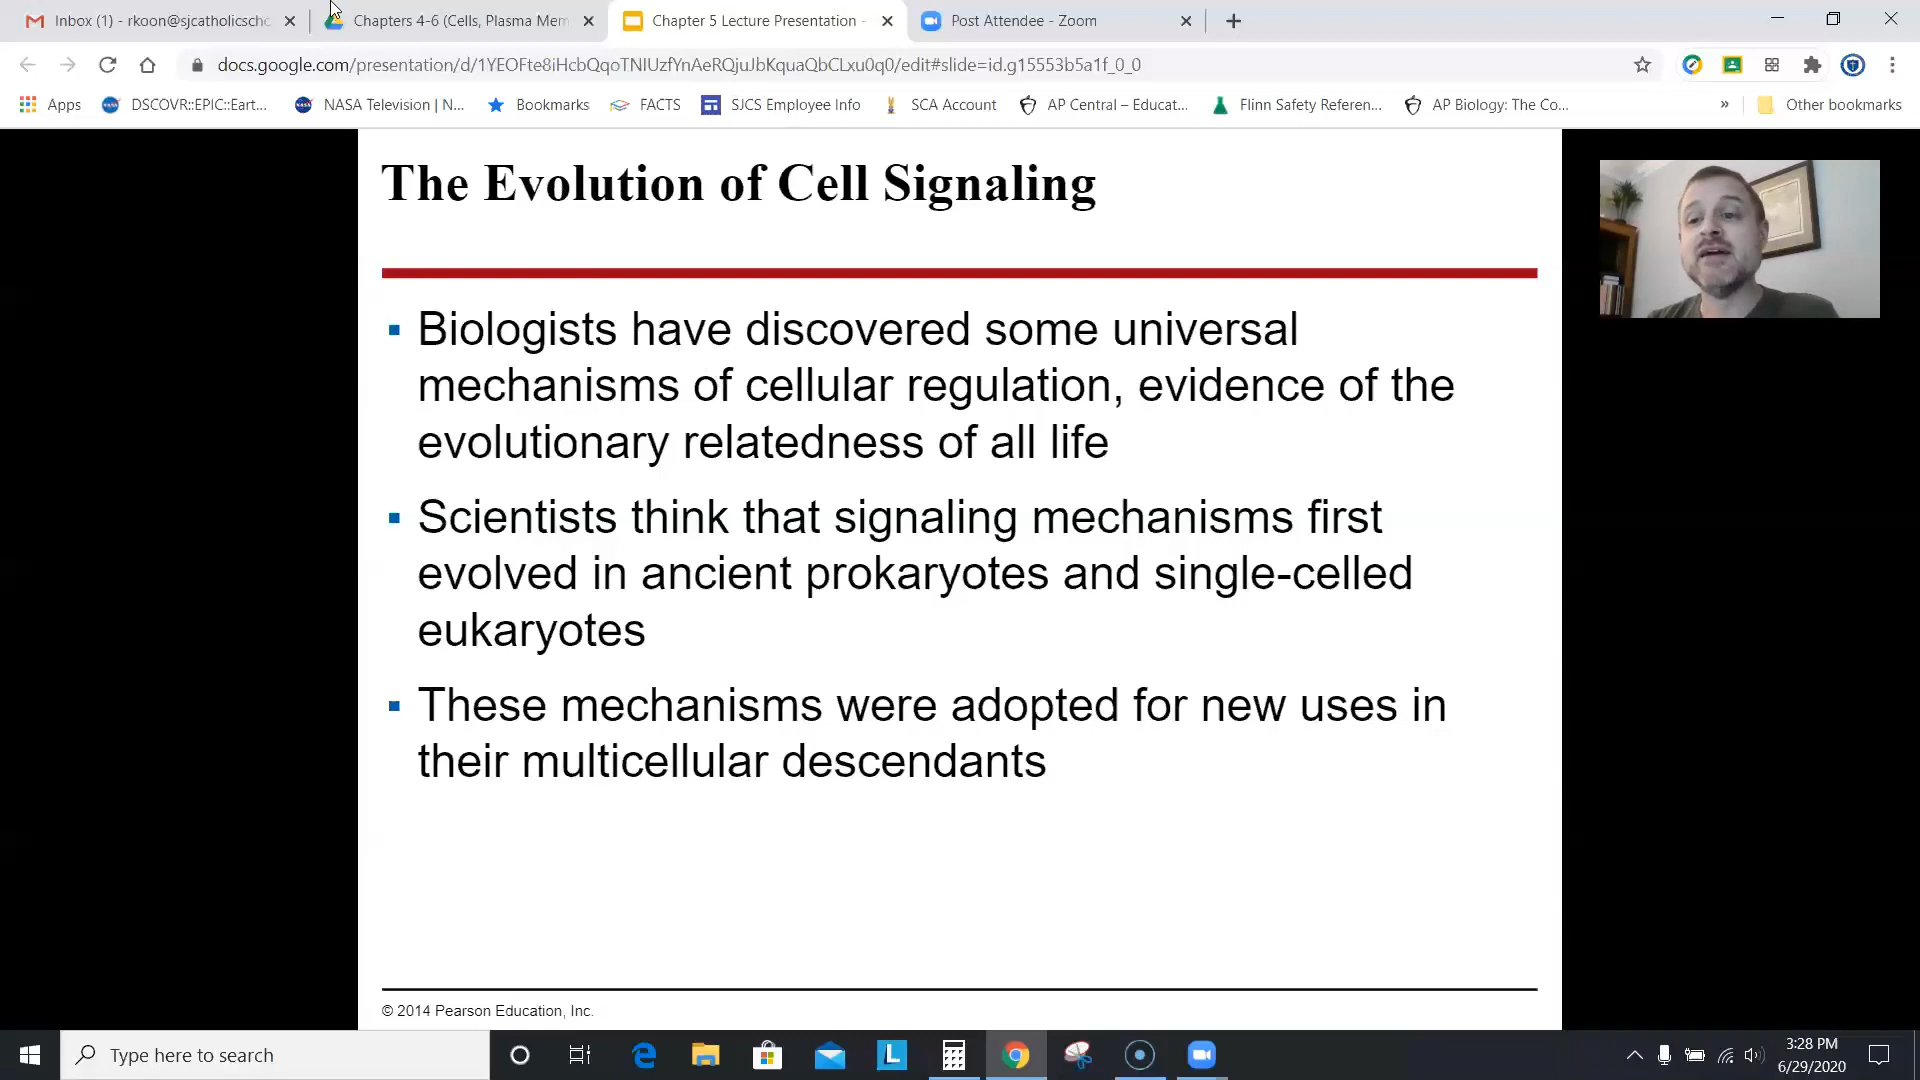 Inbox (1) - rkoon@sjcatholicscho
Chapters 4-6 (Cells, Plasma Mem
Chapter 5 Lecture Presentation -
Post Attendee - Zoom
docs.google.com/presentation/d/1YEOFte8iHcbQqoTNIUzfYnAeRQjuJbKquaQbCLxu0q0/edit#slide=id.g15553b5a1f_0_0
Apps
DSCOVR::EPIC::Eart...
NASA Television | N...
Bookmarks
FACTS
SJCS Employee Info
SCA Account
AP Central – Educat...
Flinn Safety Referen...
AP Biology: The Co...
»
Other bookmarks
The Evolution of Cell Signaling
▪ Biologists have discovered some universal
mechanisms of cellular regulation, evidence of the
evolutionary relatedness of all life
▪ Scientists think that signaling mechanisms first
evolved in ancient prokaryotes and single-celled
eukaryotes
▪ These mechanisms were adopted for new uses in
their multicellular descendants
© 2014 Pearson Education, Inc.
Type here to search
3:28 PM
6/29/2020